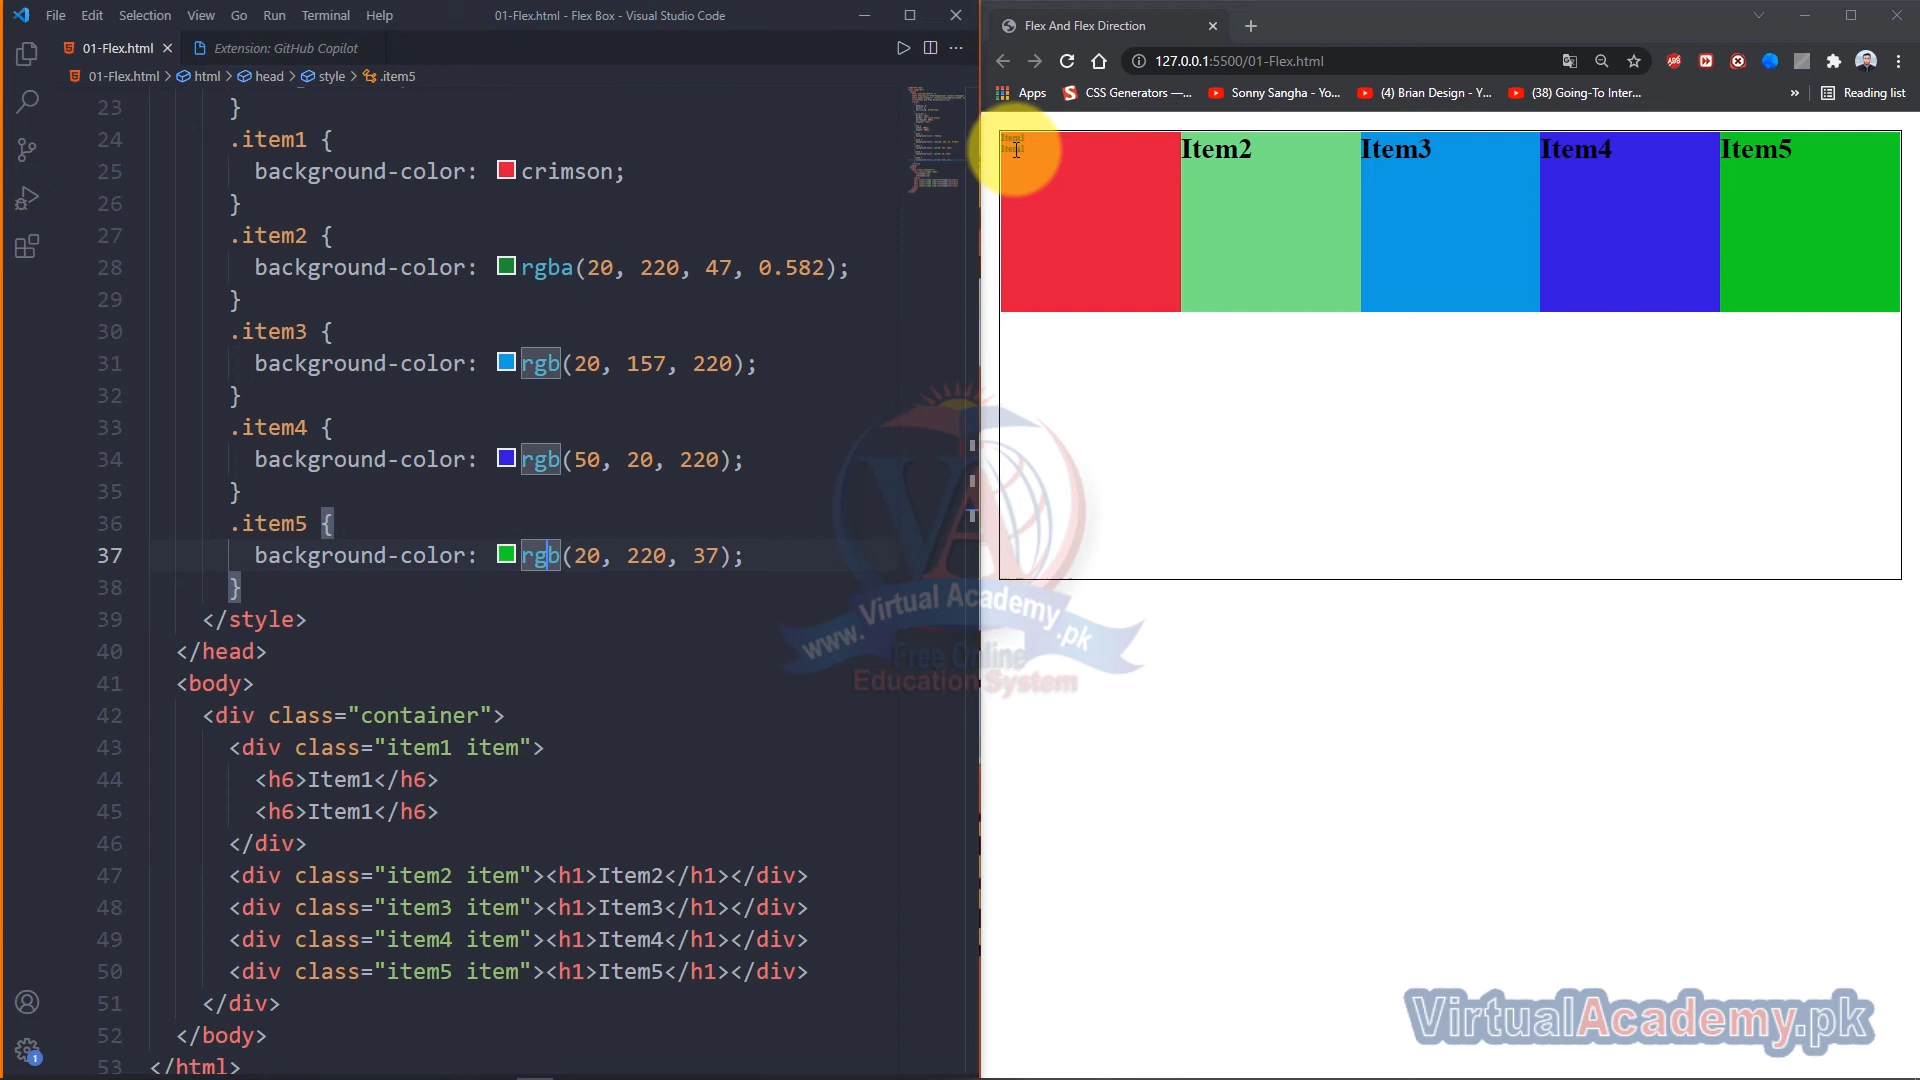 File Edit Selection View Go Run Terminal Help
01-Flex.html - Flex Box - Visual Studio Code
01-Flex.html
Extension: GitHub Copilot
01-Flex.html > html > head > style > .item5
23 }
24 .item1 {
25 background-color: crimson;
26 }
27 .item2 {
28 background-color: rgba(20, 220, 47, 0.582);
29 }
30 .item3 {
31 background-color: rgb(20, 157, 220);
32 }
33 .item4 {
34 background-color: rgb(50, 20, 220);
35 }
36 .item5 {
37 background-color: rgb(20, 220, 37);
38 }
39 </style>
40 </head>
41 <body>
42 <div class="container">
43 <div class="item1 item">
44 <h6>Item1</h6>
45 <h6>Item1</h6>
46 </div>
47 <div class="item2 item"><h1>Item2</h1></div>
48 <div class="item3 item"><h1>Item3</h1></div>
49 <div class="item4 item"><h1>Item4</h1></div>
50 <div class="item5 item"><h1>Item5</h1></div>
51 </div>
52 </body>
53 </html>
1
Flex And Flex Direction
127.0.0.1:5500/01-Flex.html
Apps
CSS Generators —...
Sonny Sangha - Yo...
(4) Brian Design - Y...
(38) Going-To Inter...
»
Reading list
Item1
Item1
Item2
Item3
Item4
Item5
VA
www.Virtual Academy.pk
Free Online
Education System
VirtualAcademy.pk